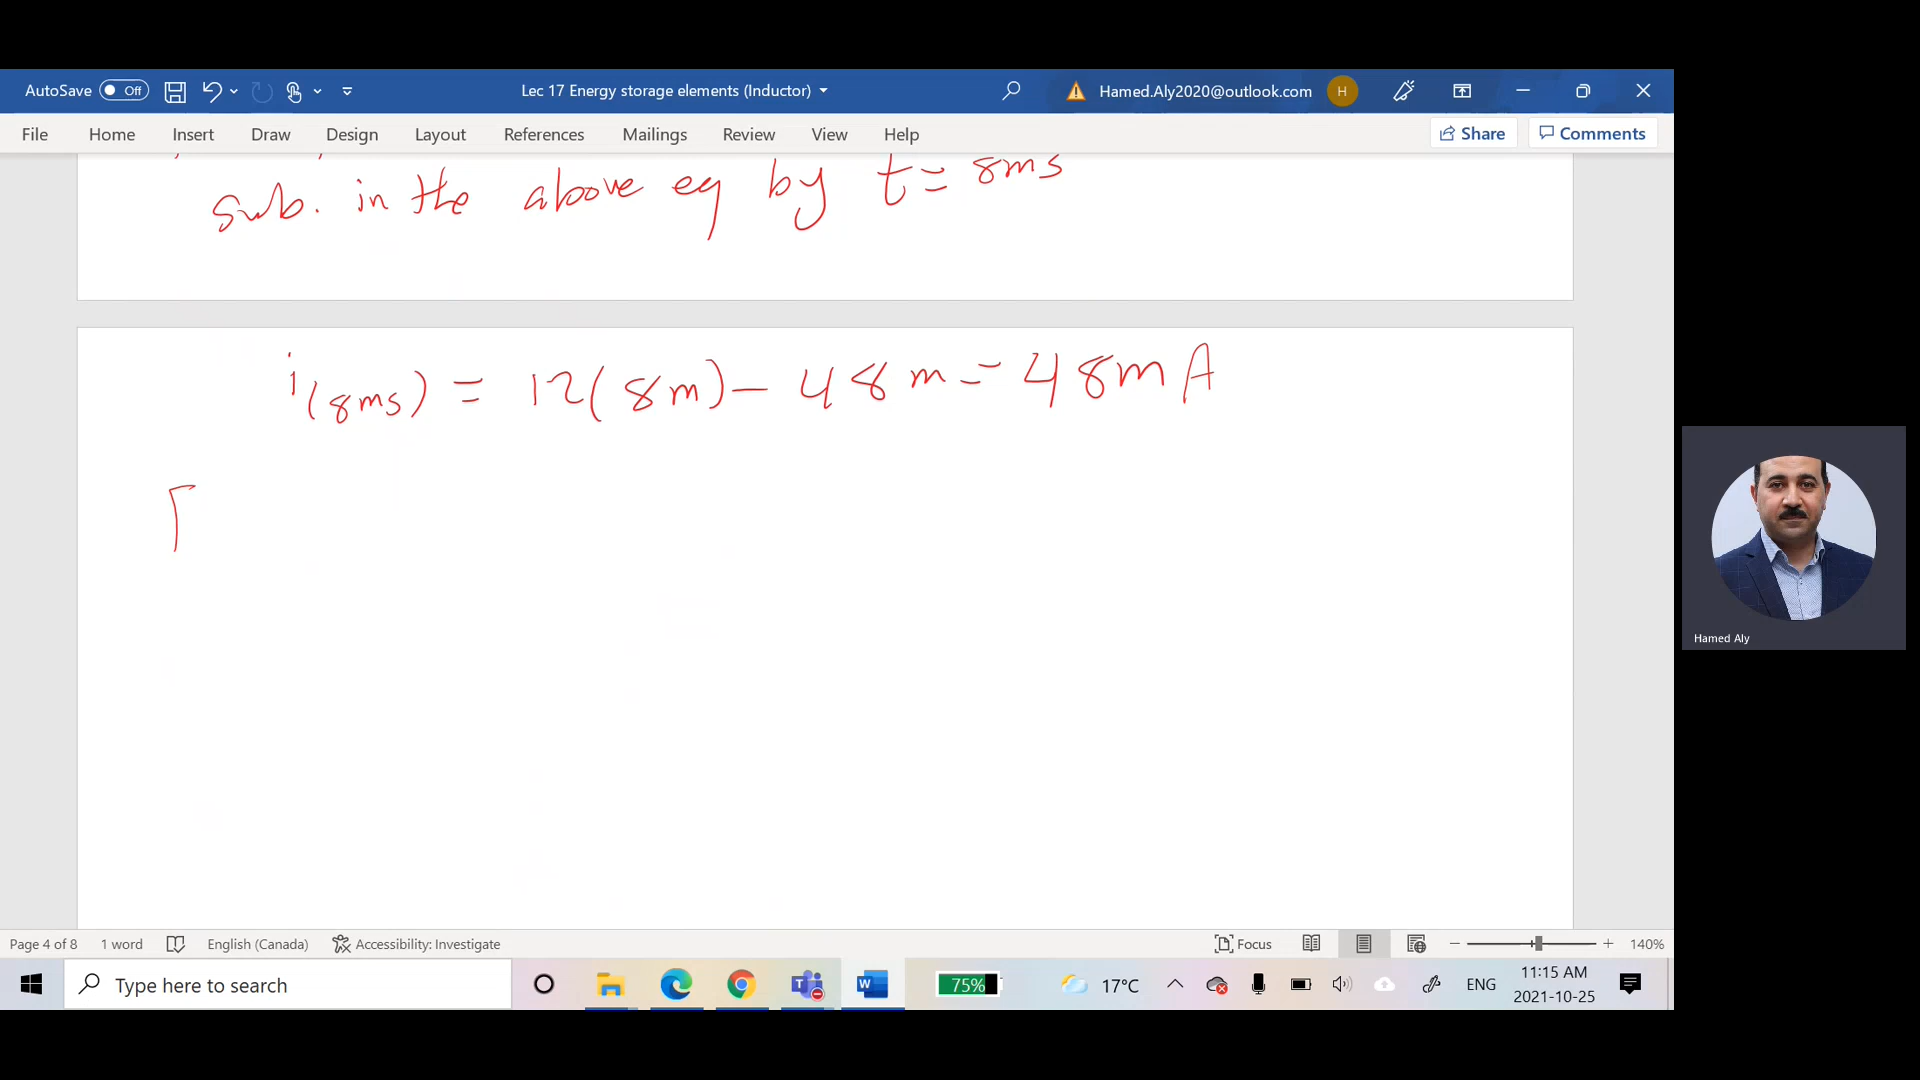 AutoSave Off Lec 17 Energy storage elements (Inductor) Hamed.Aly2020@outlook.com H
File Home Insert Draw Design Layout References Mailings Review View Help Share Comments
sub. in the above eq by t = 8ms
i(8ms) = 12(8m) - 48m = 48mA
Hamed Aly
Page 4 of 8 1 word English (Canada) Accessibility: Investigate Focus 140%
Type here to search 75% 17°C ENG 11:15 AM
2021-10-25